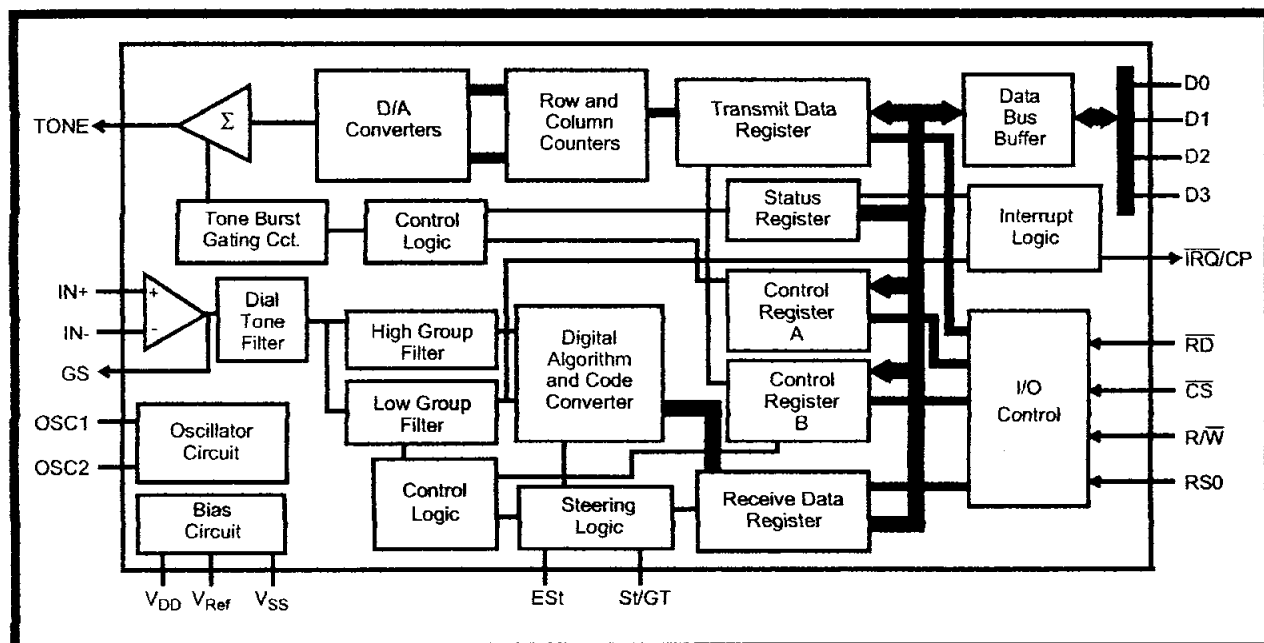 TONE
Σ
D/A
Converters
Row and
Column
Counters
Transmit Data
Register
Data
Bus
Buffer
D0
D1
D2
D3
Tone Burst
Gating Cct.
Control
Logic
Status
Register
Interrupt
Logic
I̅R̅Q̅/CP
IN+
IN-
GS
+
-
Dial
Tone
Filter
High Group
Filter
Low Group
Filter
Digital
Algorithm
and Code
Converter
Control
Register
A
Control
Register
B
I/O
Control
R̅D̅
C̅S̅
R/W̅
RS0
OSC1
OSC2
Oscillator
Circuit
Bias
Circuit
Control
Logic
Steering
Logic
Receive Data
Register
VDD
VRef
VSS
ESt
St/GT